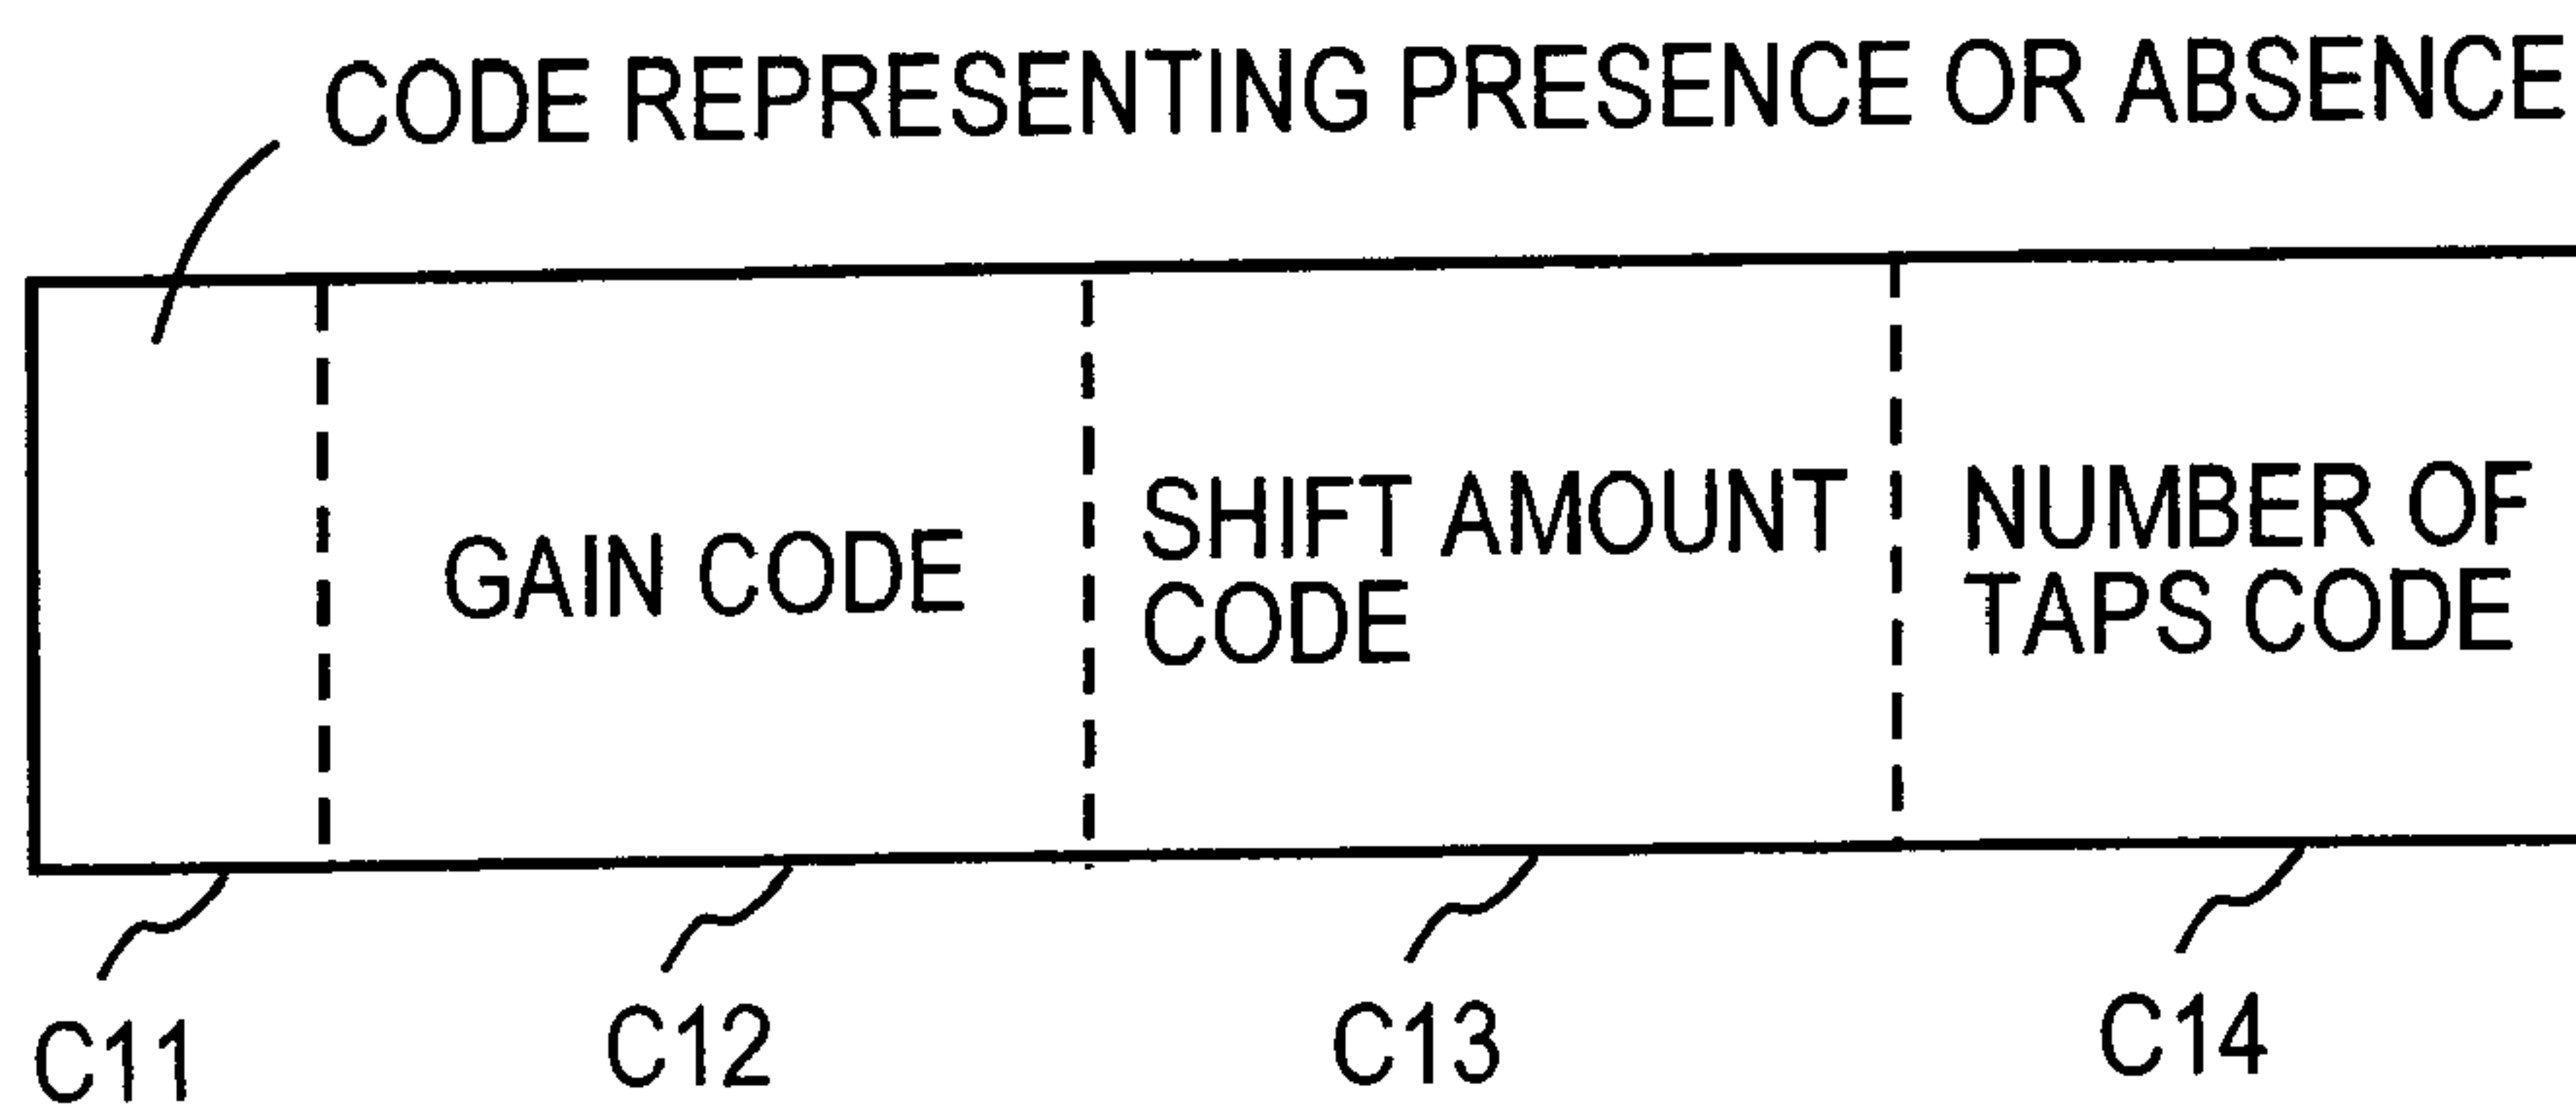 CODE REPRESENTING PRESENCE OR ABSENCE
GAIN CODE
SHIFT AMOUNT
CODE
NUMBER OF
TAPS CODE
C11
C12
C13
C14